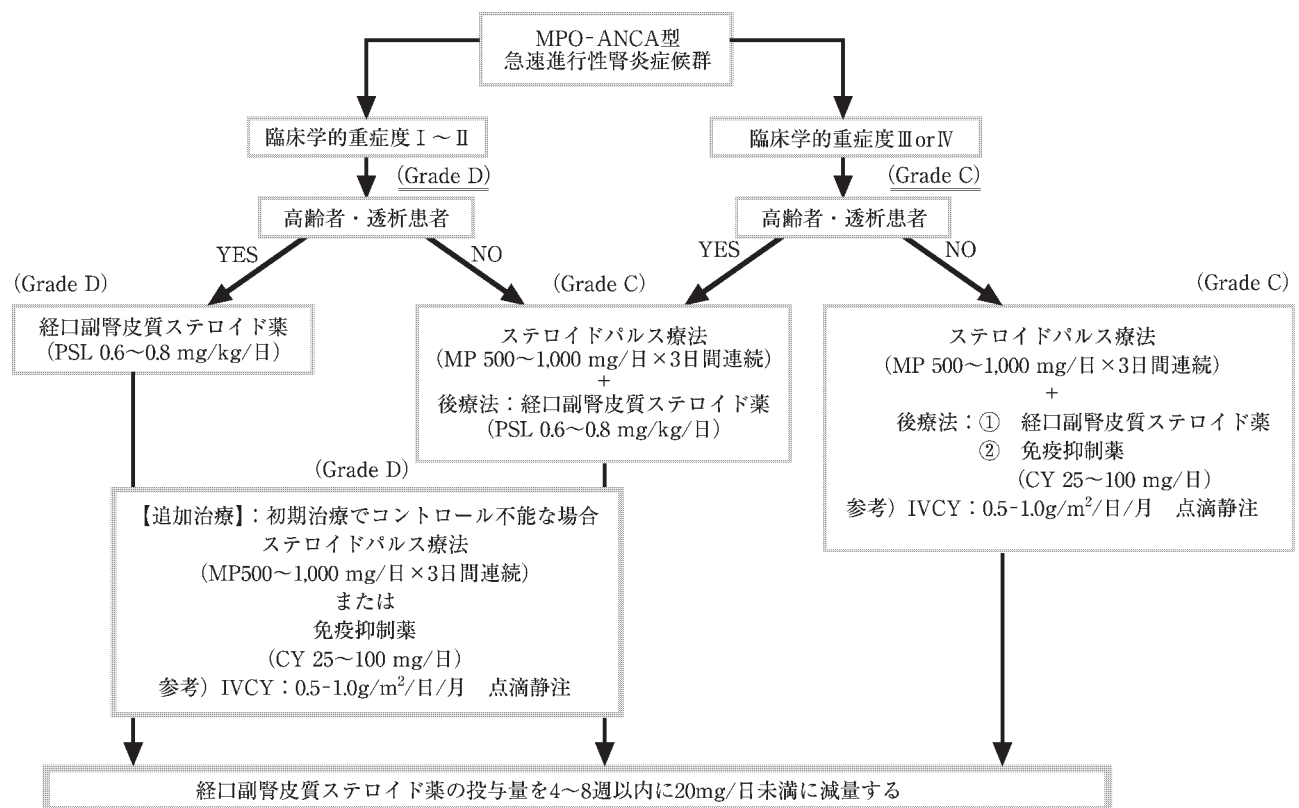 MPO-ANCA型
急速進行性腎炎症候群
臨床学的重症度Ⅰ～Ⅱ
臨床学的重症度ⅢorⅣ
(Grade D)
(Grade C)
高齢者・透析患者
高齢者・透析患者
YES
NO
YES
NO
(Grade D)
(Grade C)
(Grade C)
経口副腎皮質ステロイド薬
(PSL 0.6～0.8 mg/kg/日)
ステロイドパルス療法
(MP 500～1,000 mg/日×3日間連続)
+
後療法：経口副腎皮質ステロイド薬
(PSL 0.6～0.8 mg/kg/日)
ステロイドパルス療法
(MP 500～1,000 mg/日×3日間連続)
+
後療法：① 経口副腎皮質ステロイド薬
② 免疫抑制薬
(CY 25～100 mg/日)
参考）IVCY：0.5-1.0g/m²/日/月　点滴静注
(Grade D)
【追加治療】：初期治療でコントロール不能な場合
ステロイドパルス療法
(MP500～1,000 mg/日×3日間連続)
または
免疫抑制薬
(CY 25～100 mg/日)
参考）IVCY：0.5-1.0g/m²/日/月　点滴静注
経口副腎皮質ステロイド薬の投与量を4～8週以内に20mg/日未満に減量する